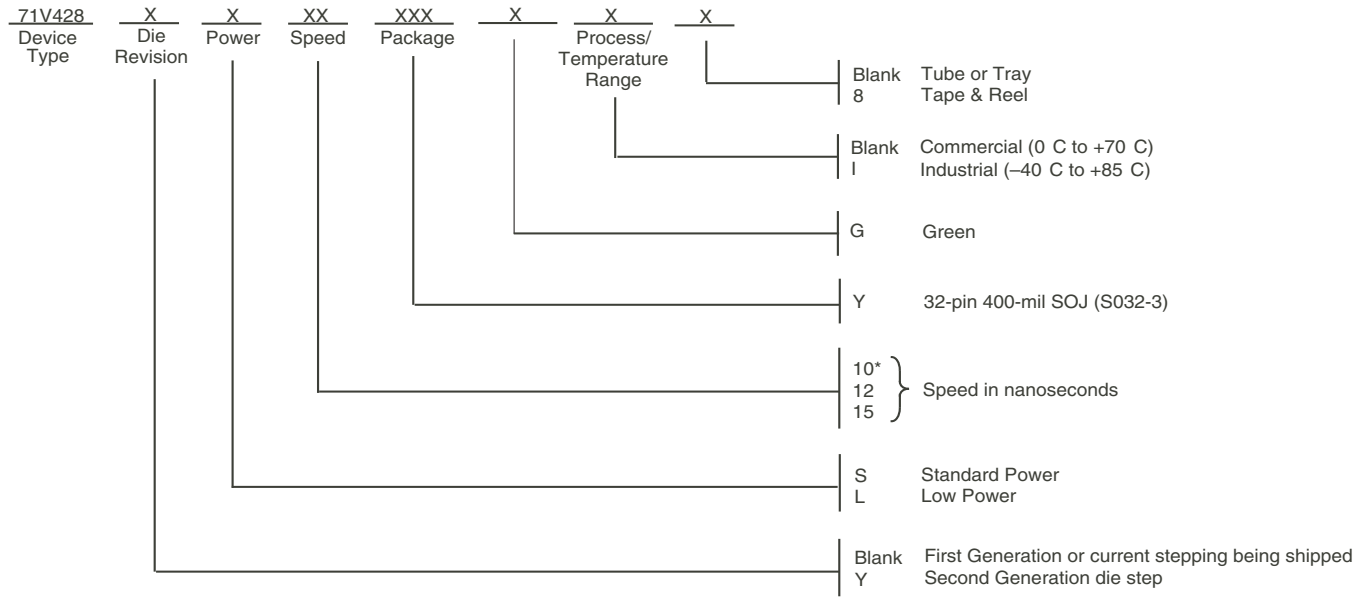 71V428 X X XX XXX X X X
Device Type
Die Revision
Power
Speed
Package
Process/ Temperature Range
Blank Tube or Tray
8 Tape & Reel
Blank Commercial (0 C to +70 C)
I Industrial (–40 C to +85 C)
G Green
Y 32-pin 400-mil SOJ (S032-3)
10*
12 Speed in nanoseconds
15
S Standard Power
L Low Power
Blank First Generation or current stepping being shipped
Y Second Generation die step